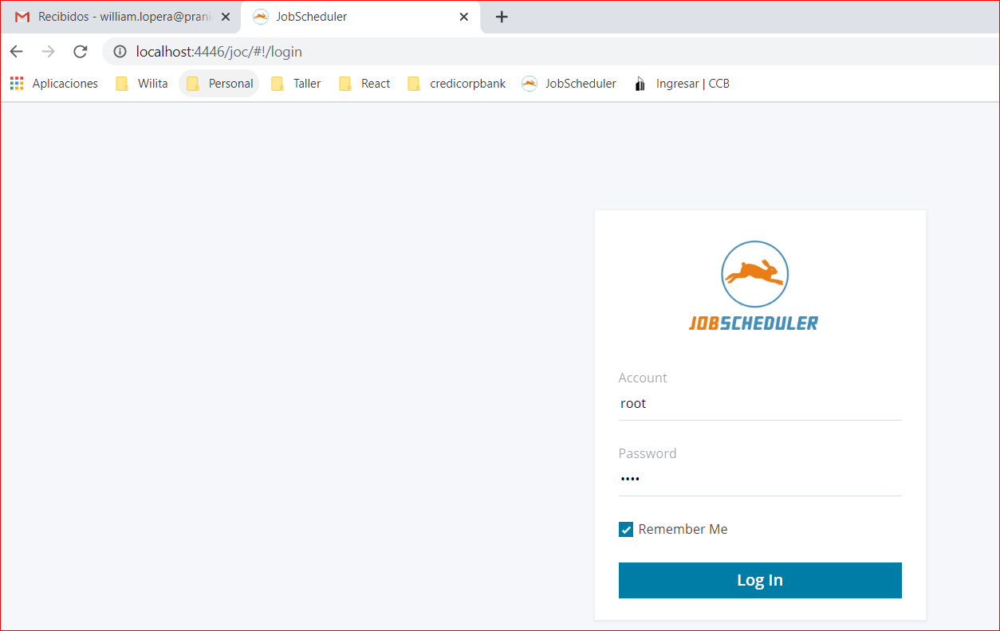 Recibidos - william.lopera@prani
JobScheduler
localhost:4446/joc/#!/login
Aplicaciones Wilita Personal Taller React credicorpbank JobScheduler Ingresar | CCB
JOBSCHEDULER
Account
root
Password
••••
Remember Me
Log In